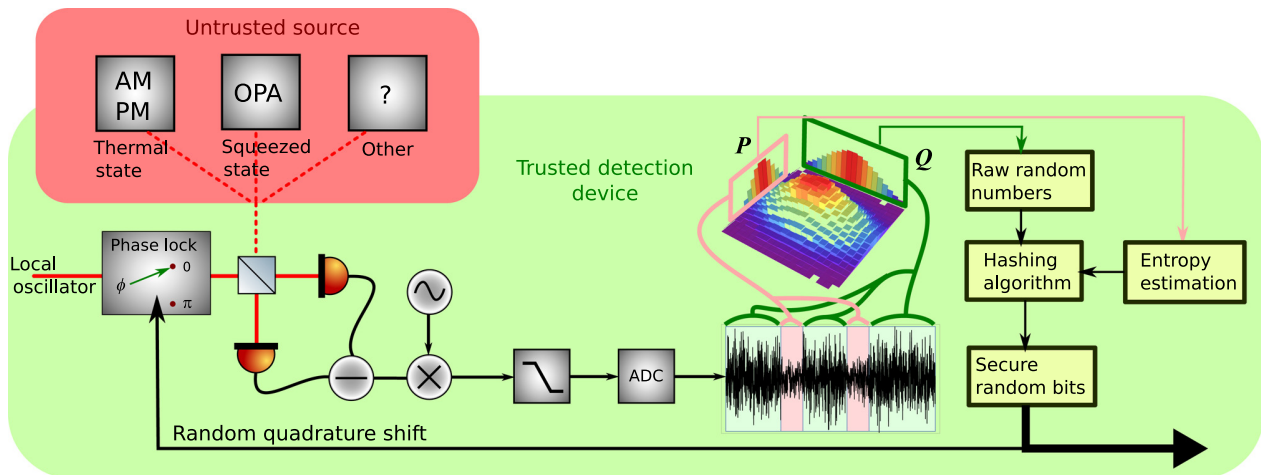 Untrusted source
AM
PM
OPA
?
Thermal
state
Squeezed
state
Other
Trusted detection
device
P
Q
Raw random
numbers
Hashing
algorithm
Entropy
estimation
Secure
random bits
Local
oscillator
Phase lock
ϕ
0
π
ADC
Random quadrature shift